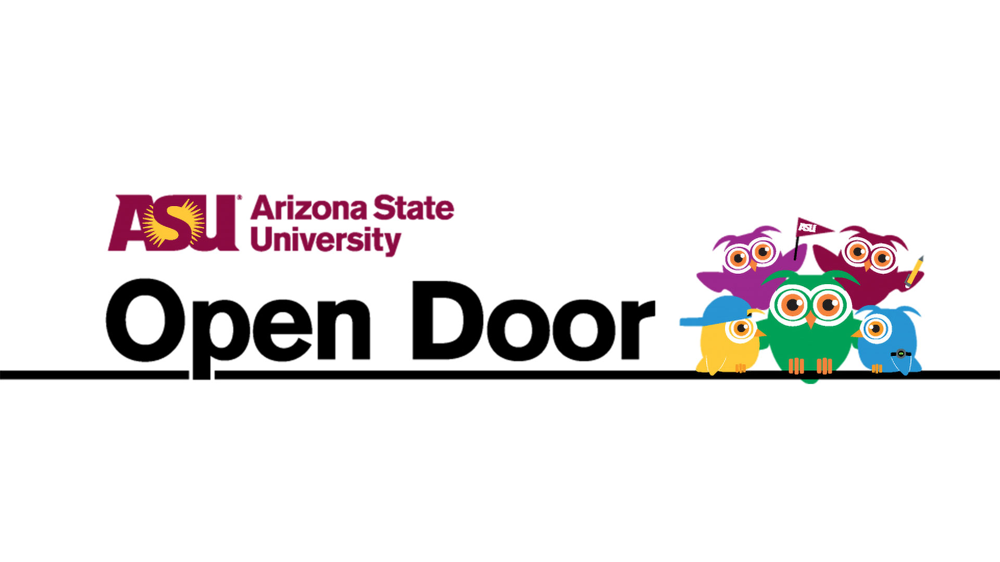 ASU® Arizona State
University
Open Door
ASU